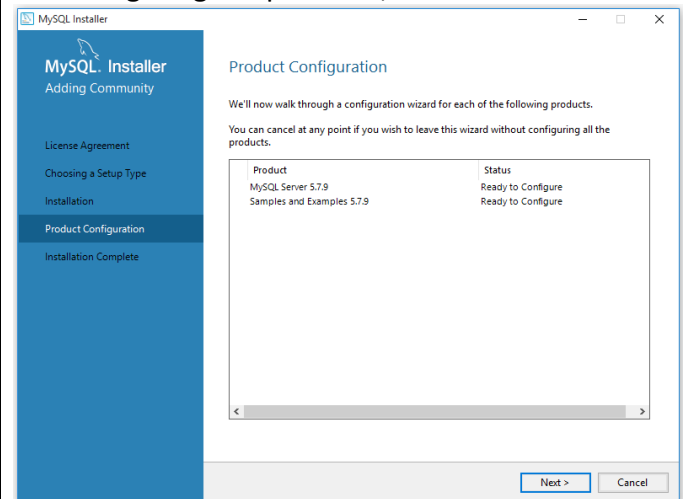 MySQL Installer
MySQL. Installer
Adding Community
License Agreement
Choosing a Setup Type
Installation
Product Configuration
Installation Complete
Product Configuration
We'll now walk through a configuration wizard for each of the following products.
You can cancel at any point if you wish to leave this wizard without configuring all the
products.
Product Status
MySQL Server 5.7.9 Ready to Configure
Samples and Examples 5.7.9 Ready to Configure
Next > Cancel